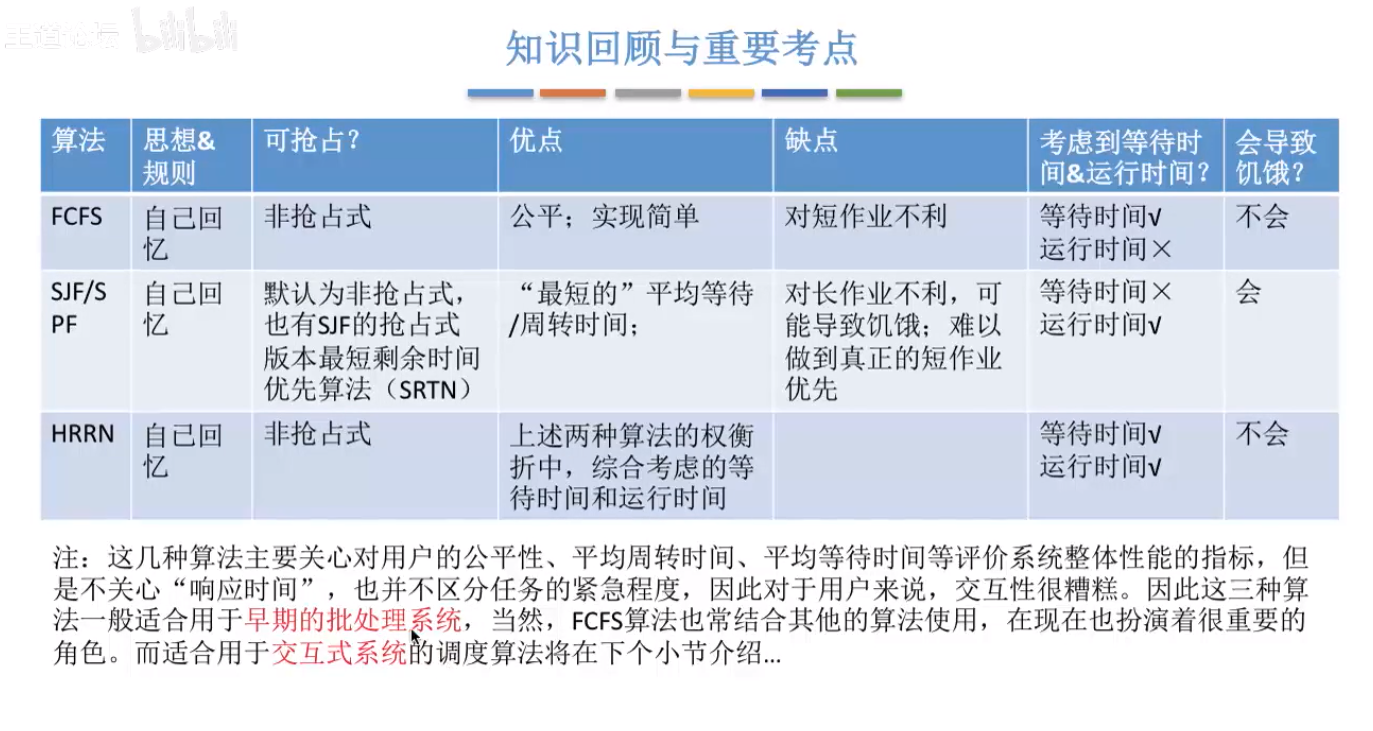 王道论坛 bilibili
知识回顾与重要考点
算法
思想&
规则
可抢占?
优点
缺点
考虑到等待时
间&运行时间?
会导致
饥饿?
FCFS
自己回
忆
非抢占式
公平；实现简单
对短作业不利
等待时间√
运行时间×
不会
SJF/S
PF
自己回
忆
默认为非抢占式，
也有SJF的抢占式
版本最短剩余时间
优先算法（SRTN）
“最短的”平均等待
/周转时间；
对长作业不利，可
能导致饥饿；难以
做到真正的短作业
优先
等待时间×
运行时间√
会
HRRN
自己回
忆
非抢占式
上述两种算法的权衡
折中，综合考虑的等
待时间和运行时间
等待时间√
运行时间√
不会
注：这几种算法主要关心对用户的公平性、平均周转时间、平均等待时间等评价系统整体性能的指标，但
是不关心“响应时间”，也并不区分任务的紧急程度，因此对于用户来说，交互性很糟糕。因此这三种算
法一般适合用于早期的批处理系统，当然，FCFS算法也常结合其他的算法使用，在现在也扮演着很重要的
角色。而适合用于交互式系统的调度算法将在下个小节介绍...